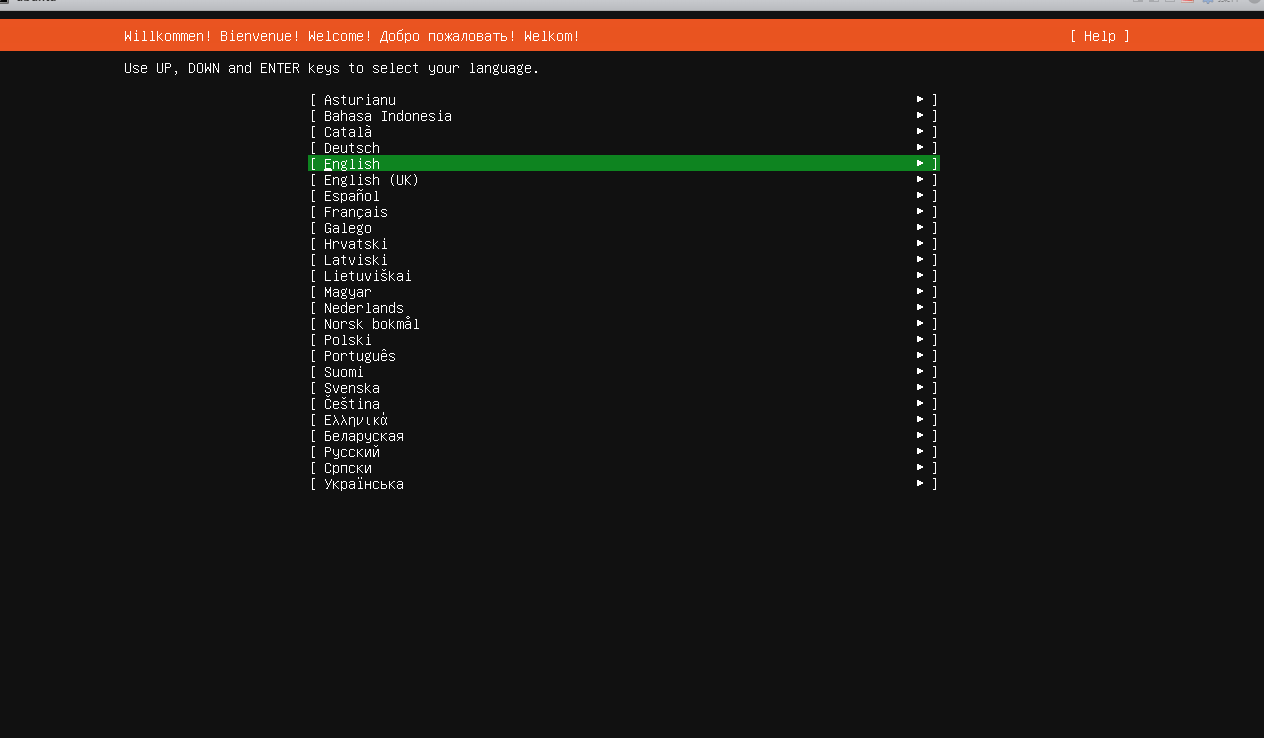 Willkommen! Bienvenue! Welcome! Добро пожаловать! Welkom! [ Help ]
Use UP, DOWN and ENTER keys to select your language.
[ Asturianu ▸ ]
[ Bahasa Indonesia ▸ ]
[ Català ▸ ]
[ Deutsch ▸ ]
[ English ▸ ]
[ English (UK) ▸ ]
[ Español ▸ ]
[ Français ▸ ]
[ Galego ▸ ]
[ Hrvatski ▸ ]
[ Latviski ▸ ]
[ Lietuviškai ▸ ]
[ Magyar ▸ ]
[ Nederlands ▸ ]
[ Norsk bokmål ▸ ]
[ Polski ▸ ]
[ Português ▸ ]
[ Suomi ▸ ]
[ Svenska ▸ ]
[ Čeština ▸ ]
[ Ελληνικά ▸ ]
[ Беларуская ▸ ]
[ Русский ▸ ]
[ Српски ▸ ]
[ Українська ▸ ]